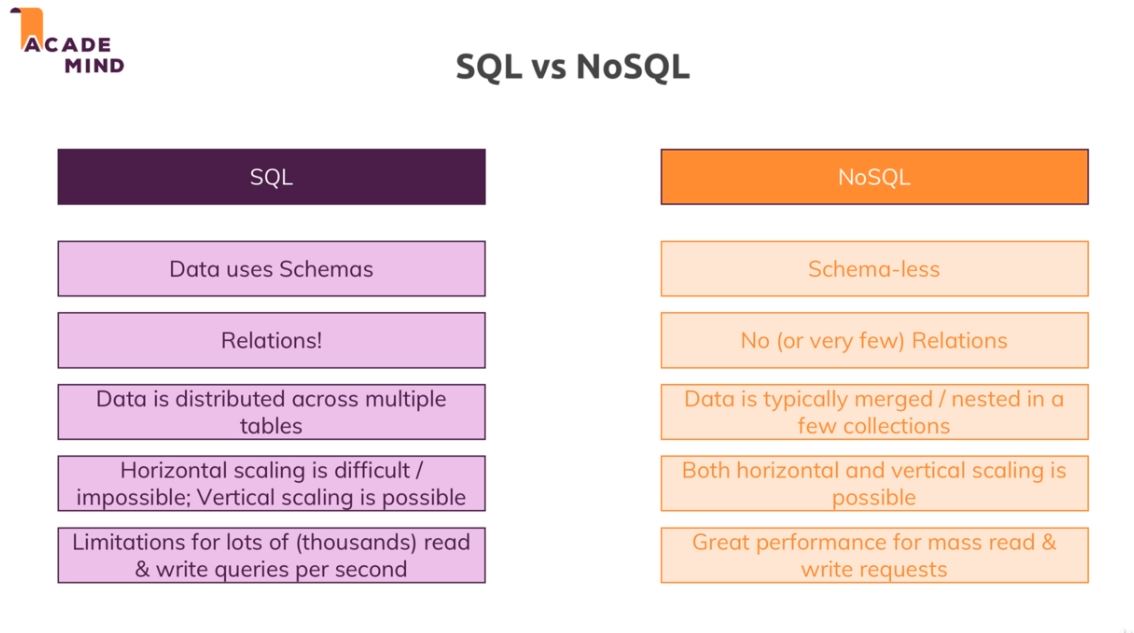 ACADE
MIND
SQL vs NoSQL
SQL
Data uses Schemas
Relations!
Data is distributed across multiple
tables
Horizontal scaling is difficult /
impossible; Vertical scaling is possible
Limitations for lots of (thousands) read
& write queries per second
NoSQL
Schema-less
No (or very few) Relations
Data is typically merged / nested in a
few collections
Both horizontal and vertical scaling is
possible
Great performance for mass read &
write requests